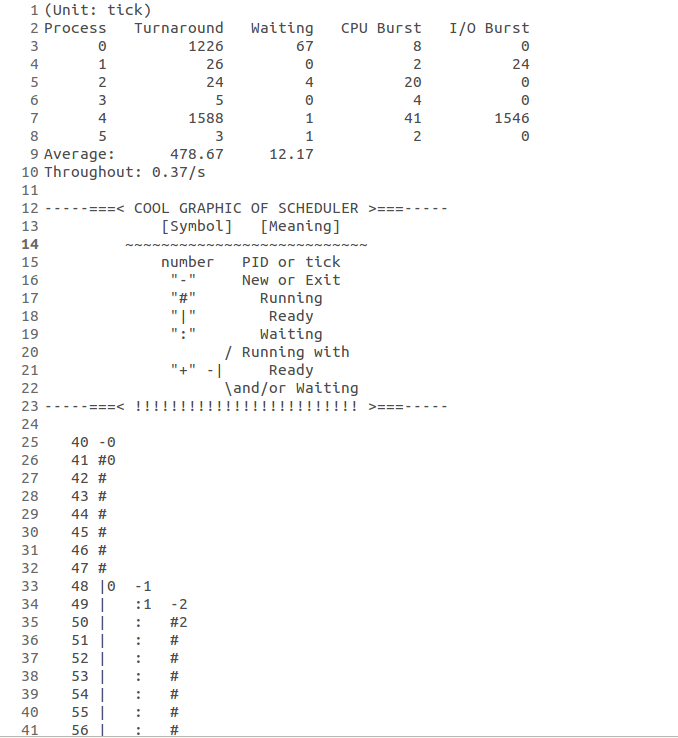 1 (Unit: tick)
2 Process   Turnaround   Waiting   CPU Burst   I/O Burst
3       0         1226        67           8           0
4       1           26         0           2          24
5       2           24         4          20           0
6       3            5         0           4           0
7       4         1588         1          41        1546
8       5            3         1           2           0
9 Average:      478.67     12.17
10 Throughout: 0.37/s
11
12 -----===< COOL GRAPHIC OF SCHEDULER >===-----
13              [Symbol]   [Meaning]
14          ~~~~~~~~~~~~~~~~~~~~~~~~~~~
15              number   PID or tick
16               "-"     New or Exit
17               "#"       Running
18               "|"        Ready
19               ":"       Waiting
20                     / Running with
21               "+" -|     Ready
22                     \and/or Waiting
23 -----===< !!!!!!!!!!!!!!!!!!!!!!!!! >===-----
24
25    40 -0
26    41 #0
27    42 #
28    43 #
29    44 #
30    45 #
31    46 #
32    47 #
33    48 |0  -1
34    49 |   :1  -2
35    50 |   :   #2
36    51 |   :   #
37    52 |   :   #
38    53 |   :   #
39    54 |   :   #
40    55 |   :   #
41    56 |   :   #